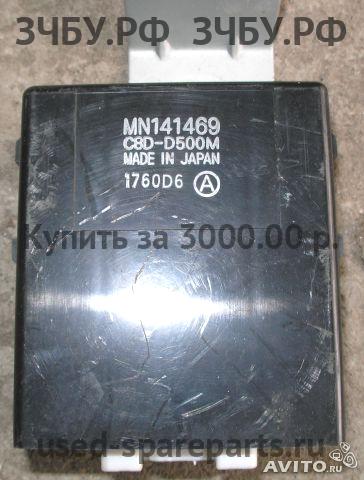 ЗЧБУ.РФ ЗЧБУ.РФ
MN141469
C8D-D500M
MADE IN JAPAN
1760D6 A
Купить за 3000.00 р.
used-spareparts.ru
AVITO.ru